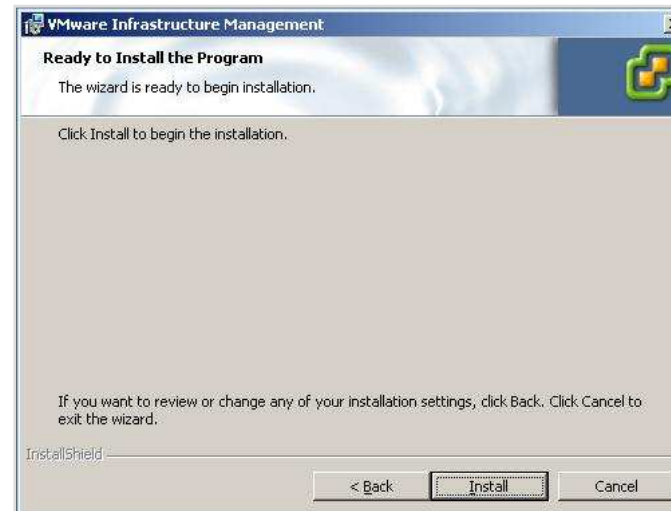 VMware Infrastructure Management
Ready to Install the Program
The wizard is ready to begin installation.
Click Install to begin the installation.
If you want to review or change any of your installation settings, click Back. Click Cancel to
exit the wizard.
InstallShield
< Back Install Cancel